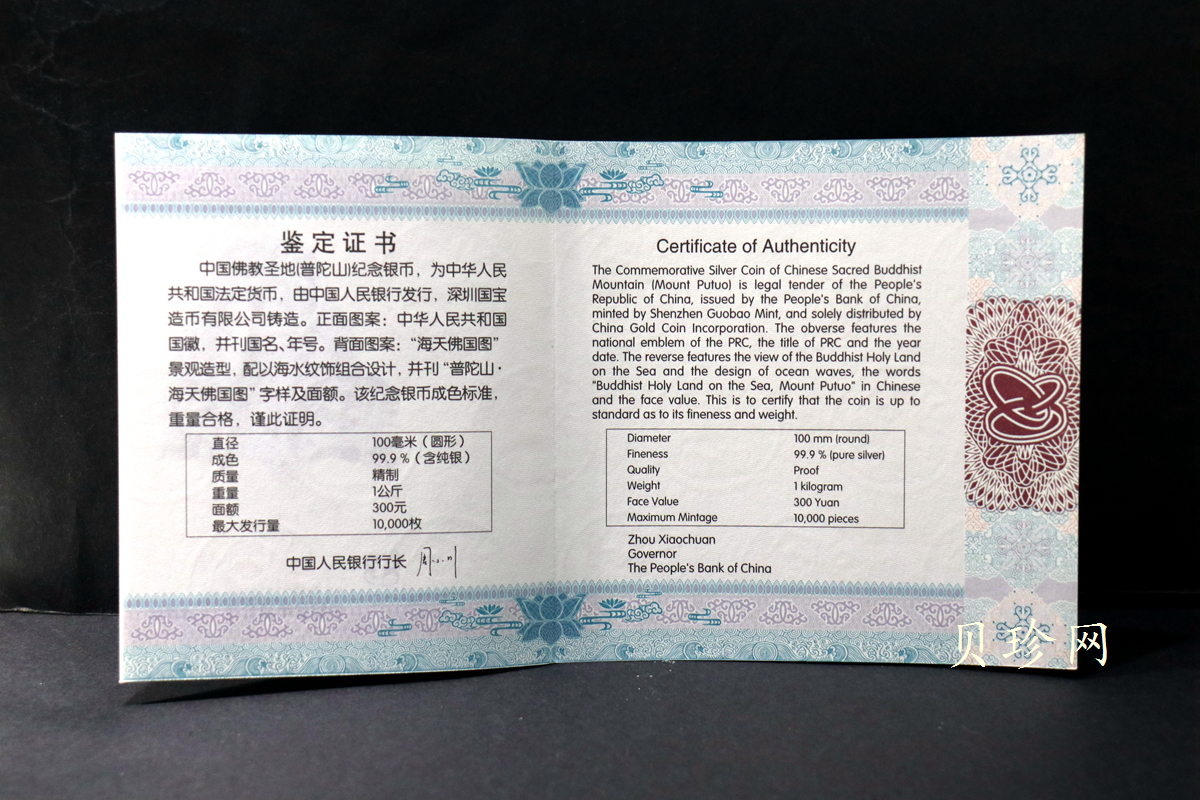 鉴定证书
中国佛教圣地(普陀山)纪念银币，为中华人民
共和国法定货币，由中国人民银行发行，深圳国宝
造币有限公司铸造。正面图案：中华人民共和国
国徽，并刊国名、年号。背面图案：“海天佛国图”
景观造型，配以海水纹饰组合设计，并刊“普陀山·
海天佛国图”字样及面额。该纪念银币成色标准，
重量合格，谨此证明。
直径 100毫米（圆形）
成色 99.9 %（含纯银）
质量 精制
重量 1公斤
面额 300元
最大发行量 10,000枚
中国人民银行行长
Certificate of Authenticity
The Commemorative Silver Coin of Chinese Sacred Buddhist
Mountain (Mount Putuo) is legal tender of the People's
Republic of China, issued by the People's Bank of China,
minted by Shenzhen Guobao Mint, and solely distributed by
China Gold Coin Incorporation. The obverse features the
national emblem of the PRC, the title of PRC and the year
date. The reverse features the view of the Buddhist Holy Land
on the Sea and the design of ocean waves, the words
"Buddhist Holy Land on the Sea, Mount Putuo" in Chinese
and the face value. This is to certify that the coin is up to
standard as to its fineness and weight.
Diameter 100 mm (round)
Fineness 99.9 % (pure silver)
Quality Proof
Weight 1 kilogram
Face Value 300 Yuan
Maximum Mintage 10,000 pieces
Zhou Xiaochuan
Governor
The People's Bank of China
贝珍网